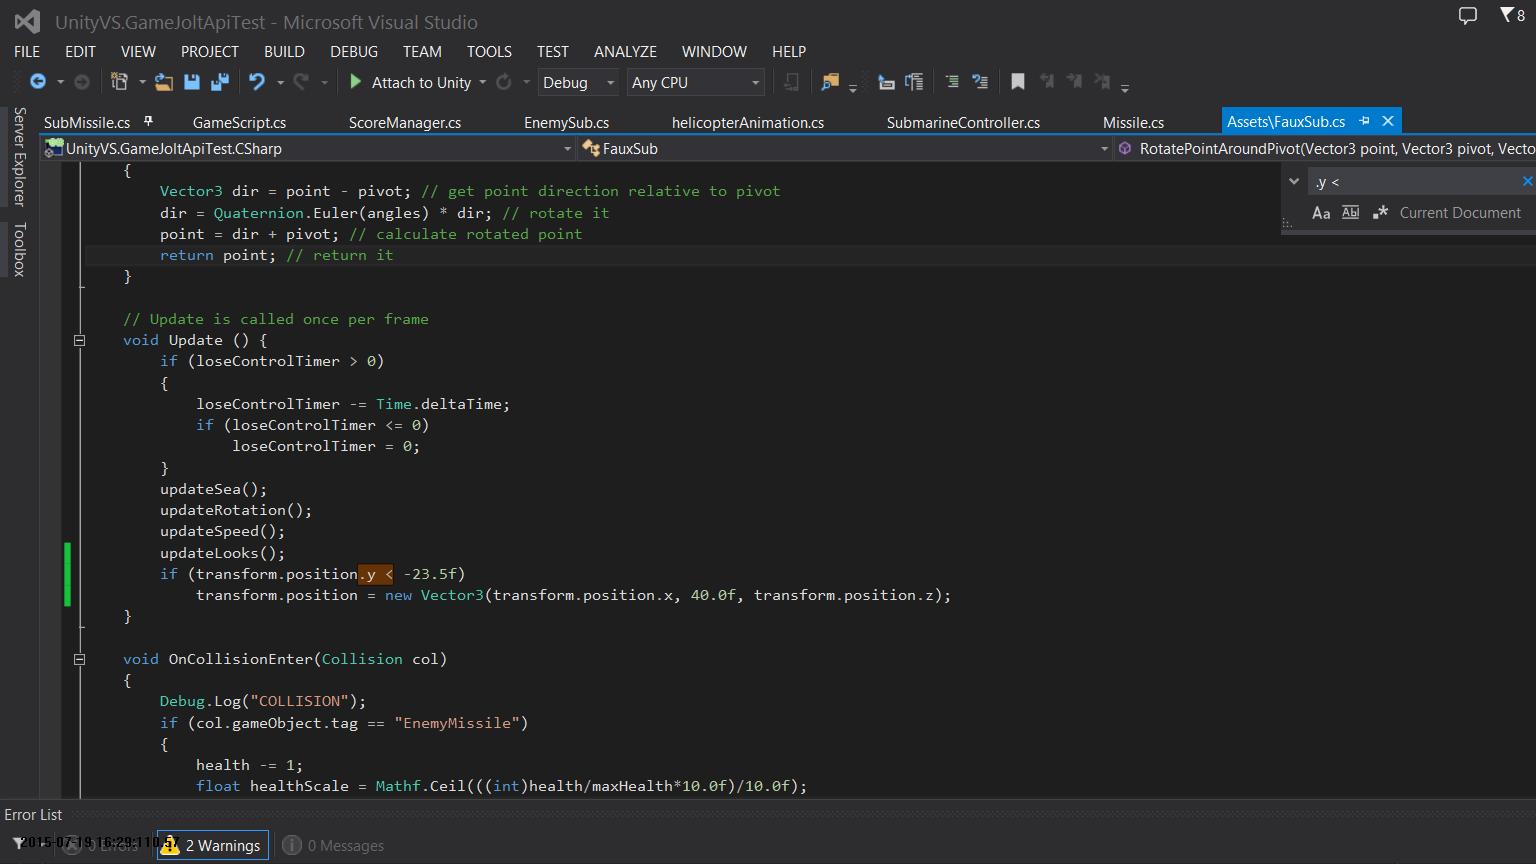 UnityVS.GameJoltApiTest - Microsoft Visual Studio
8
FILE EDIT VIEW PROJECT BUILD DEBUG TEAM TOOLS TEST ANALYZE WINDOW HELP
Attach to Unity Debug Any CPU
Server Explorer
Toolbox
SubMissile.cs GameScript.cs ScoreManager.cs EnemySub.cs helicopterAnimation.cs SubmarineController.cs Missile.cs Assets\FauxSub.cs
UnityVS.GameJoltApiTest.CSharp FauxSub RotatePointAroundPivot(Vector3 point, Vector3 pivot, Vecto
.y <
Aa Abl .* Current Document
{
Vector3 dir = point - pivot; // get point direction relative to pivot
dir = Quaternion.Euler(angles) * dir; // rotate it
point = dir + pivot; // calculate rotated point
return point; // return it
}
// Update is called once per frame
void Update () {
if (loseControlTimer > 0)
{
loseControlTimer -= Time.deltaTime;
if (loseControlTimer <= 0)
loseControlTimer = 0;
}
updateSea();
updateRotation();
updateSpeed();
updateLooks();
if (transform.position.y < -23.5f)
transform.position = new Vector3(transform.position.x, 40.0f, transform.position.z);
}
void OnCollisionEnter(Collision col)
{
Debug.Log("COLLISION");
if (col.gameObject.tag == "EnemyMissile")
{
health -= 1;
float healthScale = Mathf.Ceil(((int)health/maxHealth*10.0f)/10.0f);
Error List
0 Errors 2 Warnings 0 Messages